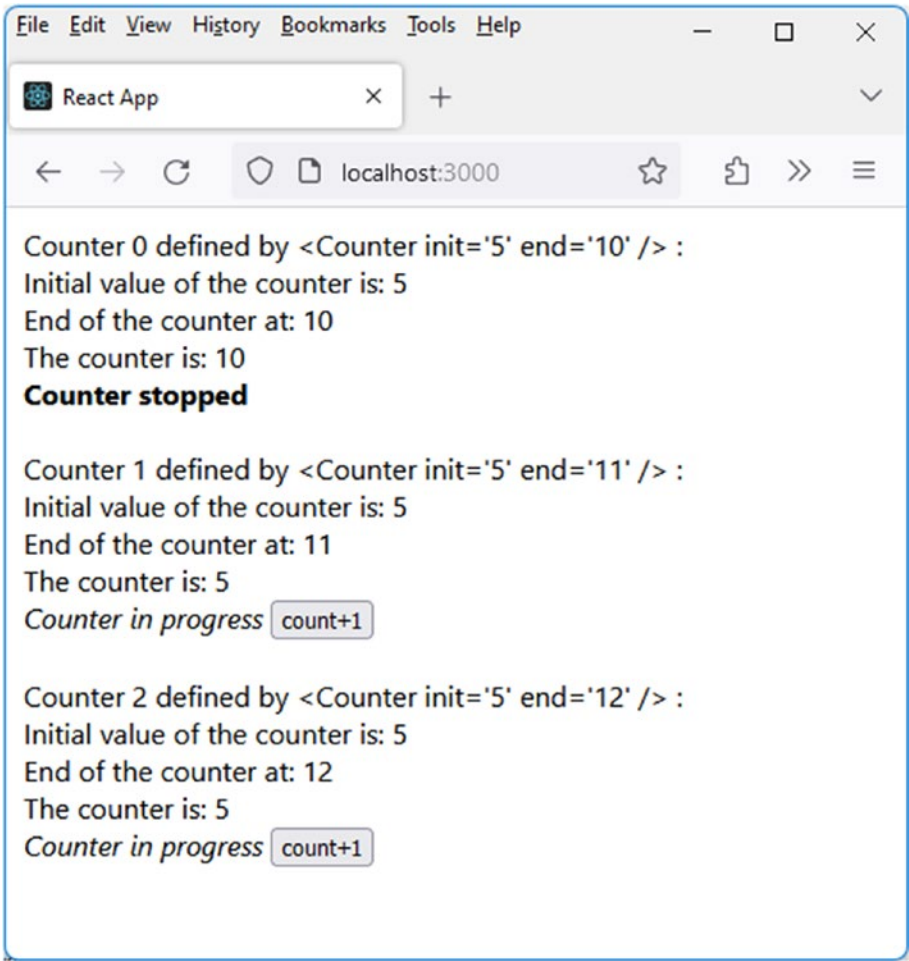 File Edit View History Bookmarks Tools Help
React App
localhost:3000
Counter 0 defined by <Counter init='5' end='10' /> :
Initial value of the counter is: 5
End of the counter at: 10
The counter is: 10
Counter stopped
Counter 1 defined by <Counter init='5' end='11' /> :
Initial value of the counter is: 5
End of the counter at: 11
The counter is: 5
Counter in progress count+1
Counter 2 defined by <Counter init='5' end='12' /> :
Initial value of the counter is: 5
End of the counter at: 12
The counter is: 5
Counter in progress count+1